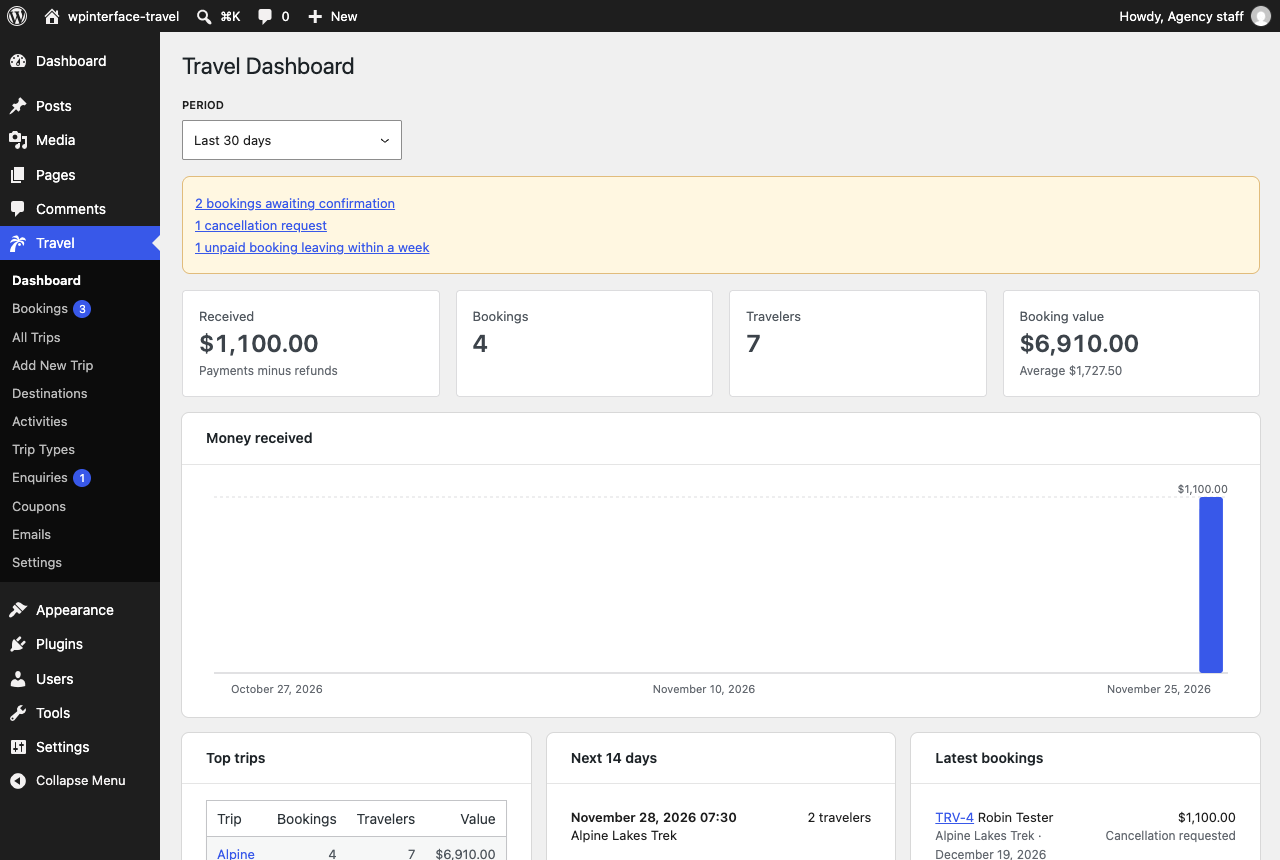 wpinterface-travel ⌘K 0 New Howdy, Agency staff
Dashboard
Posts
Media
Pages
Comments
Travel
Dashboard
Bookings 3
All Trips
Add New Trip
Destinations
Activities
Trip Types
Enquiries 1
Coupons
Emails
Settings
Appearance
Plugins
Users
Tools
Settings
Collapse Menu
Travel Dashboard
PERIOD
Last 30 days
2 bookings awaiting confirmation
1 cancellation request
1 unpaid booking leaving within a week
Received
$1,100.00
Payments minus refunds
Bookings
4
Travelers
7
Booking value
$6,910.00
Average $1,727.50
Money received
$1,100.00
October 27, 2026 November 10, 2026 November 25, 2026
Top trips
Trip Bookings Travelers Value
Alpine 4 7 $6,910.00
Next 14 days
November 28, 2026 07:30 2 travelers
Alpine Lakes Trek
Latest bookings
TRV-4 Robin Tester $1,100.00
Alpine Lakes Trek · Cancellation requested
December 19, 2026